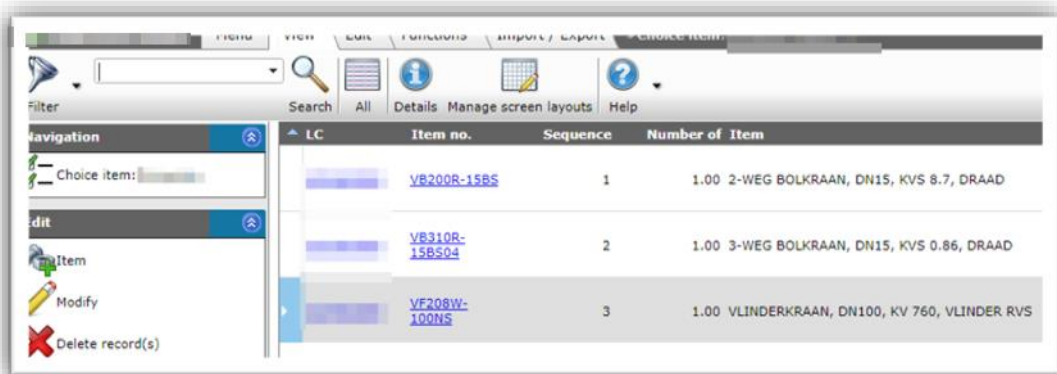 Menu View Edit Functions Import / Export Choice item:
Filter Search All Details Manage screen layouts Help
Navigation
Choice item:
Edit
Item
Modify
Delete record(s)
LC Item no. Sequence Number of Item
VB200R-15BS 1 1.00 2-WEG BOLKRAAN, DN15, KVS 8.7, DRAAD
VB310R-
15BS04 2 1.00 3-WEG BOLKRAAN, DN15, KVS 0.86, DRAAD
VF208W-
100NS 3 1.00 VLINDERKRAAN, DN100, KV 760, VLINDER RVS